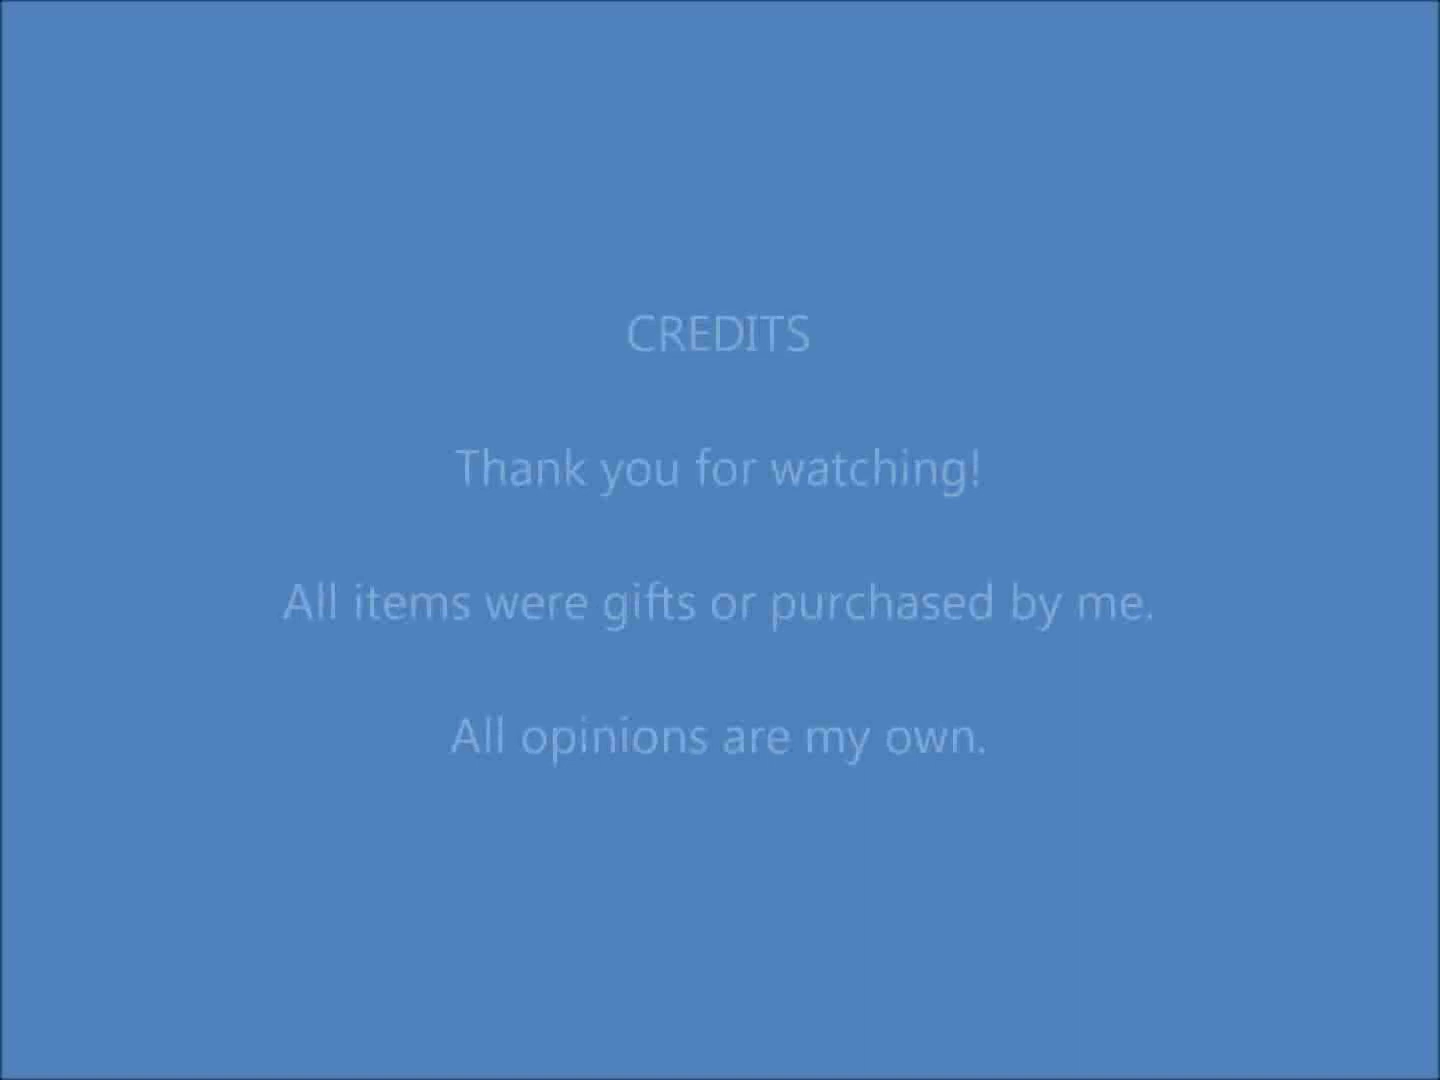 CREDITS
Thank you for watching!
All items were gifts or purchased by me.
All opinions are my own.